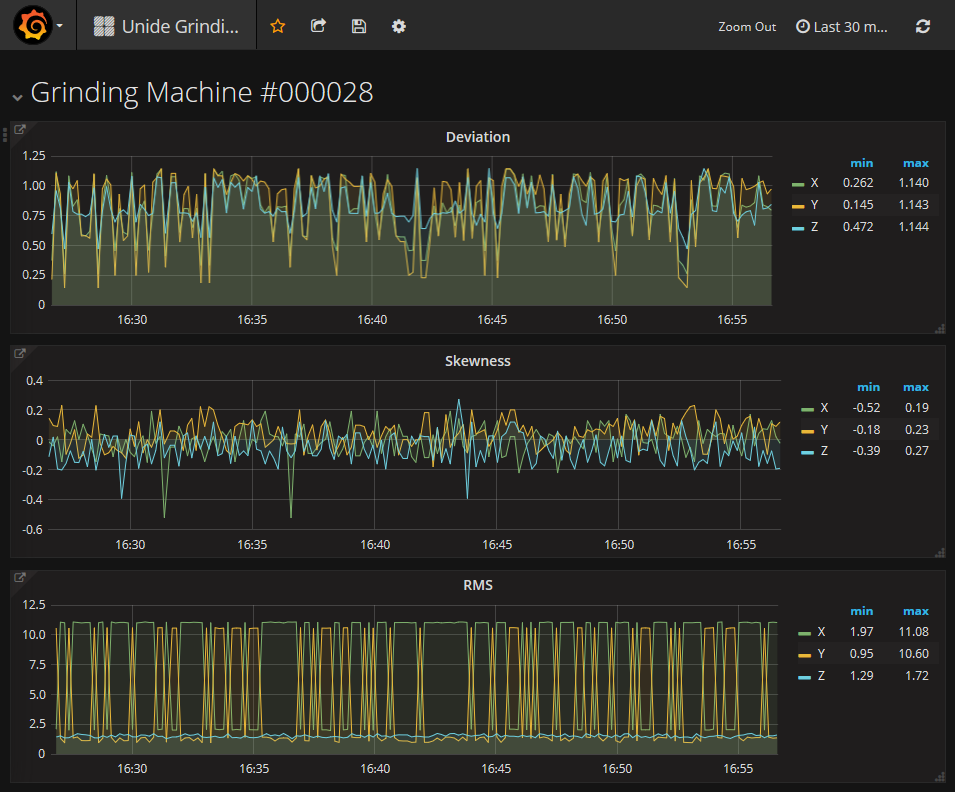 Unide Grindi...
Zoom Out
Last 30 m...
Grinding Machine #000028
Deviation
1.25
1.00
0.75
0.50
0.25
0
16:30 16:35 16:40 16:45 16:50 16:55
min max
X 0.262 1.140
Y 0.145 1.143
Z 0.472 1.144
Skewness
0.4
0.2
0
-0.2
-0.4
-0.6
16:30 16:35 16:40 16:45 16:50 16:55
min max
X -0.52 0.19
Y -0.18 0.23
Z -0.39 0.27
RMS
12.5
10.0
7.5
5.0
2.5
0
16:30 16:35 16:40 16:45 16:50 16:55
min max
X 1.97 11.08
Y 0.95 10.60
Z 1.29 1.72